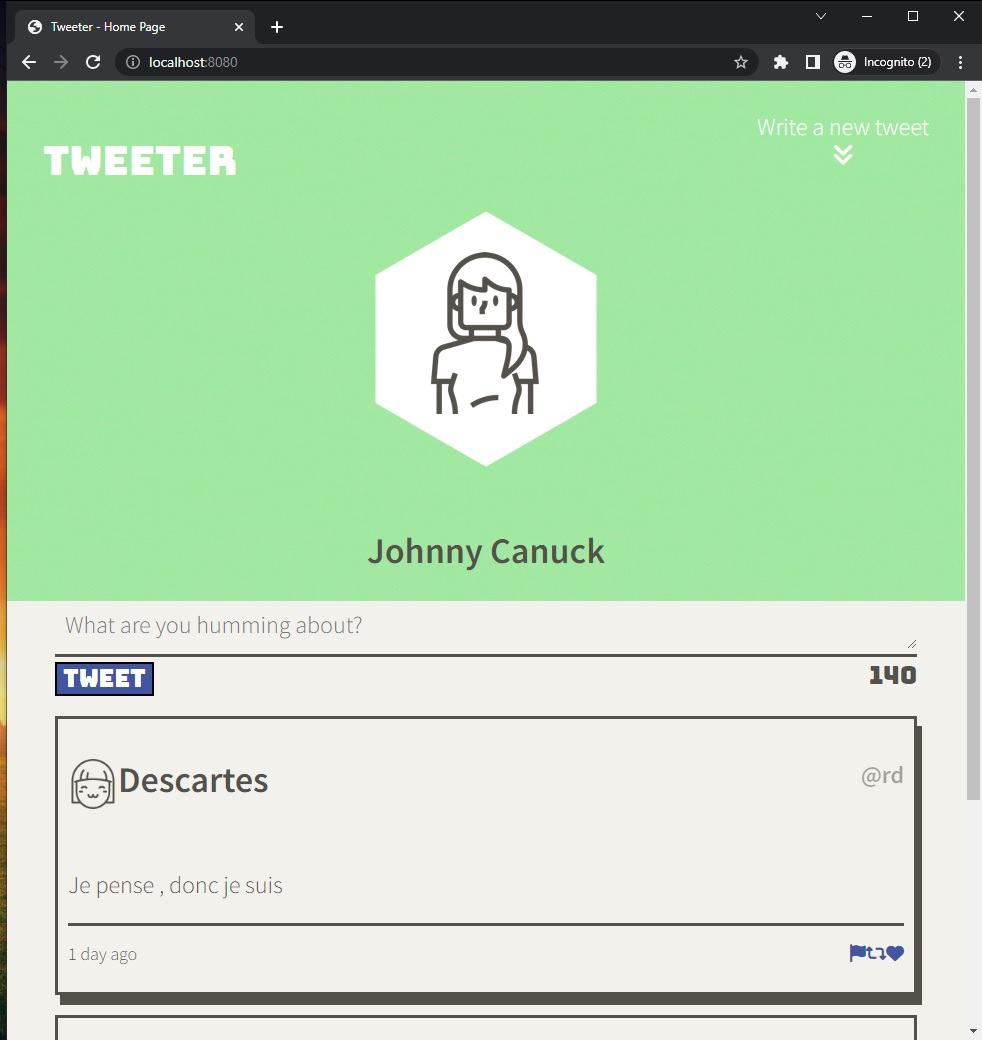 Tweeter - Home Page
localhost:8080
Incognito (2)
Write a new tweet
TWEETER
Johnny Canuck
What are you humming about?
TWEET
140
Descartes
@rd
Je pense , donc je suis
1 day ago